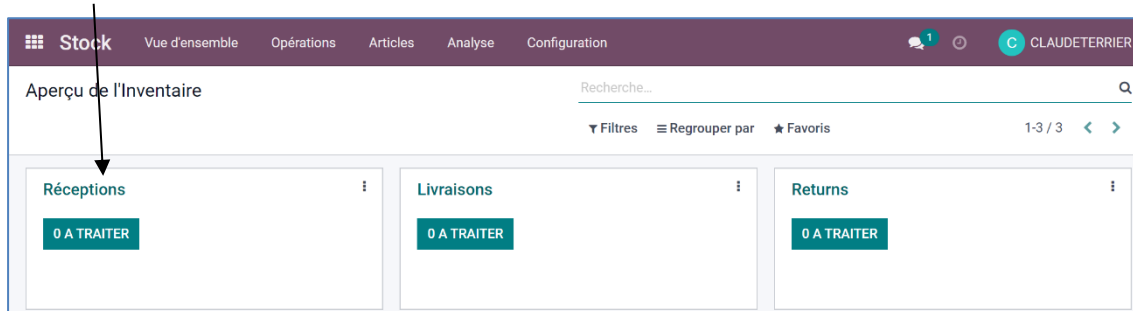 Stock Vue d'ensemble Opérations Articles Analyse Configuration 1 C CLAUDETERRIER
Aperçu de l'Inventaire Recherche...
Filtres Regrouper par Favoris 1-3 / 3
Réceptions Livraisons Returns
0 A TRAITER 0 A TRAITER 0 A TRAITER